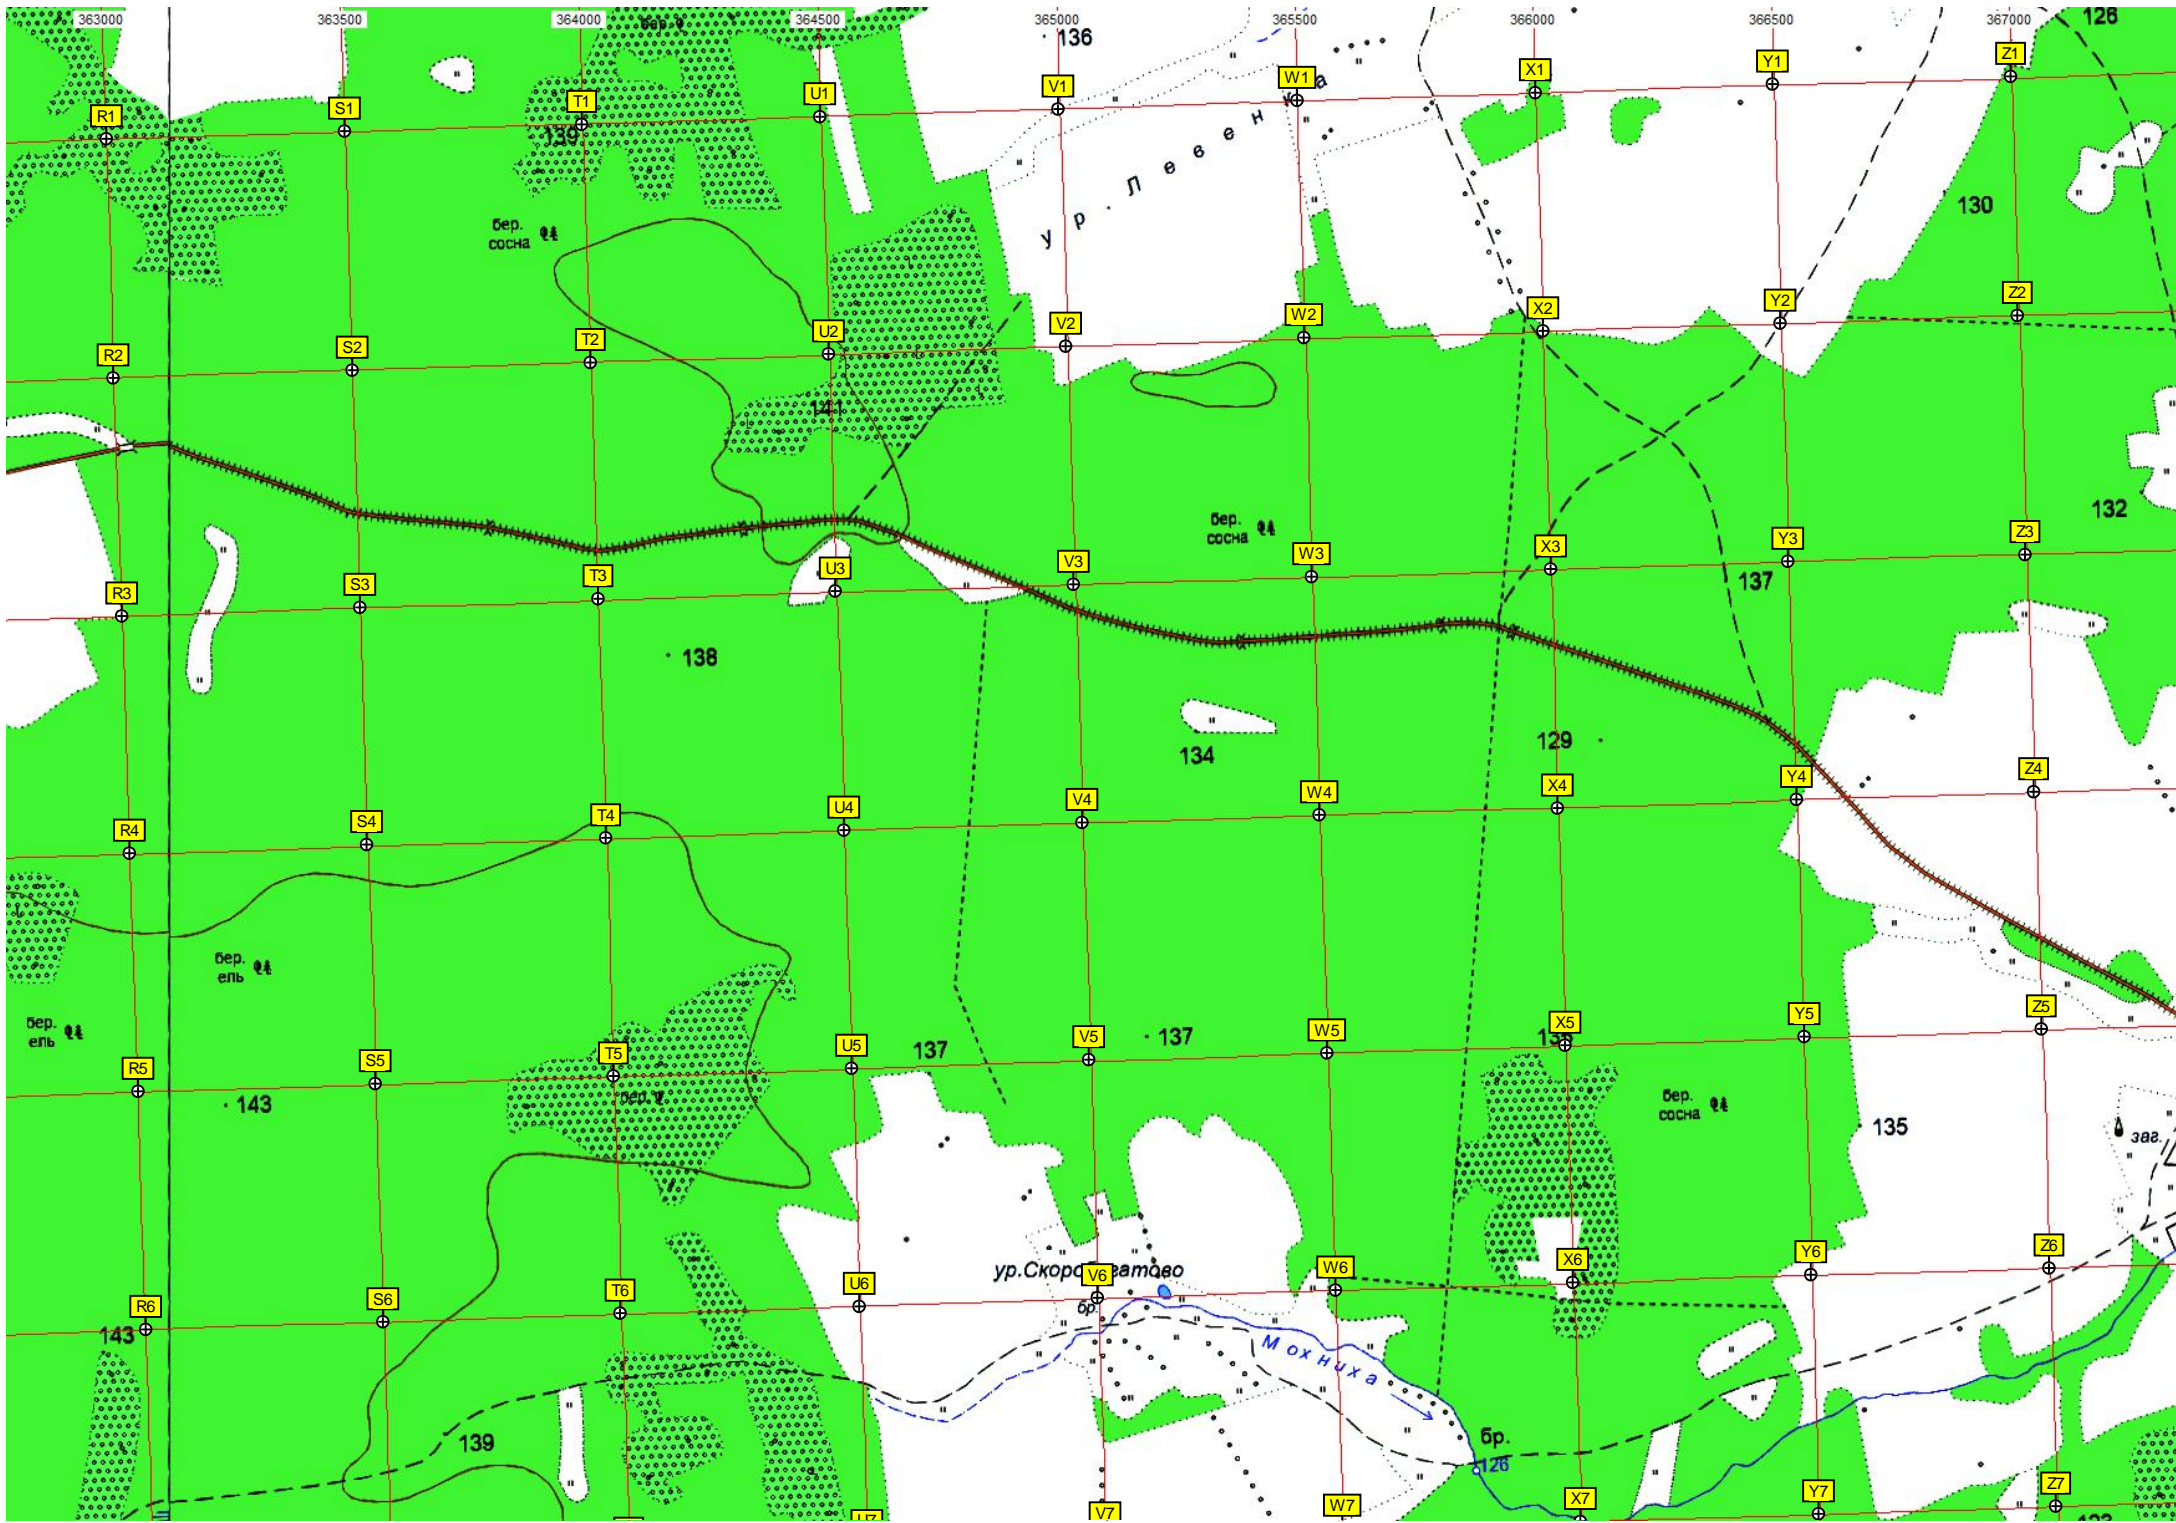 363000 363500 364000 364500 365000 365500 366000 366500 367000
бер.
136
126
R1 S1 T1 U1 V1 W1 X1 Y1 Z1
139
ур. Левенка
130
бер.
сосна
R2 S2 T2 U2 V2 W2 X2 Y2 Z2
141
132
бер.
сосна
R3 S3 T3 U3 V3 W3 X3 Y3 Z3
137
138
134
129
R4 S4 T4 U4 V4 W4 X4 Y4 Z4
бер.
ель
бер.
ель
R5 S5 T5 U5 V5 W5 X5 Y5 Z5
137
137
143
бер.
бер.
сосна
135
заг.
R6 S6 T6 U6 V6 W6 X6 Y6 Z6
бр.
143
Мохниха
139
бр.
126
U7 V7 W7 X7 Y7 Z7